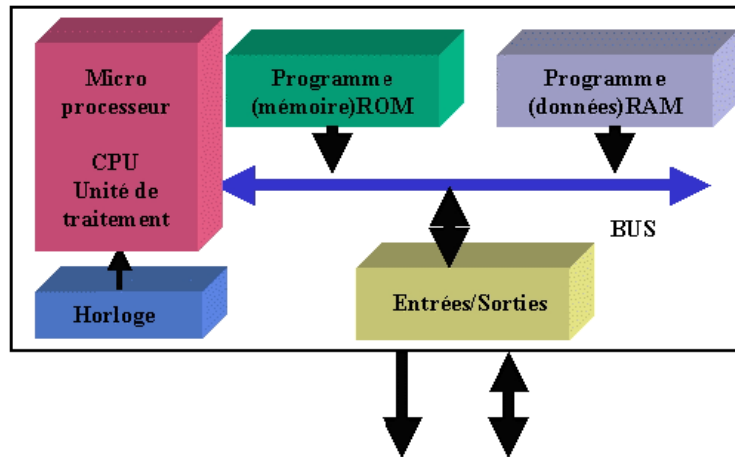 Micro
processeur
CPU
Unité de
traitement
Programme
(mémoire)ROM
Programme
(données)RAM
BUS
Horloge
Entrées/Sorties